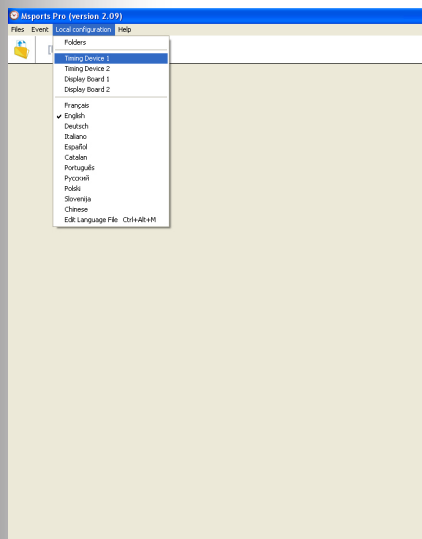 Msports Pro (version 2.09)
Files Event Local configuration Help
Folders
Timing Device 1
Timing Device 2
Display Board 1
Display Board 2
Français
English
Deutsch
Italiano
Español
Catalan
Português
Русский
Polski
Slovenija
Chinese
Edit Language File Ctrl+Alt+M